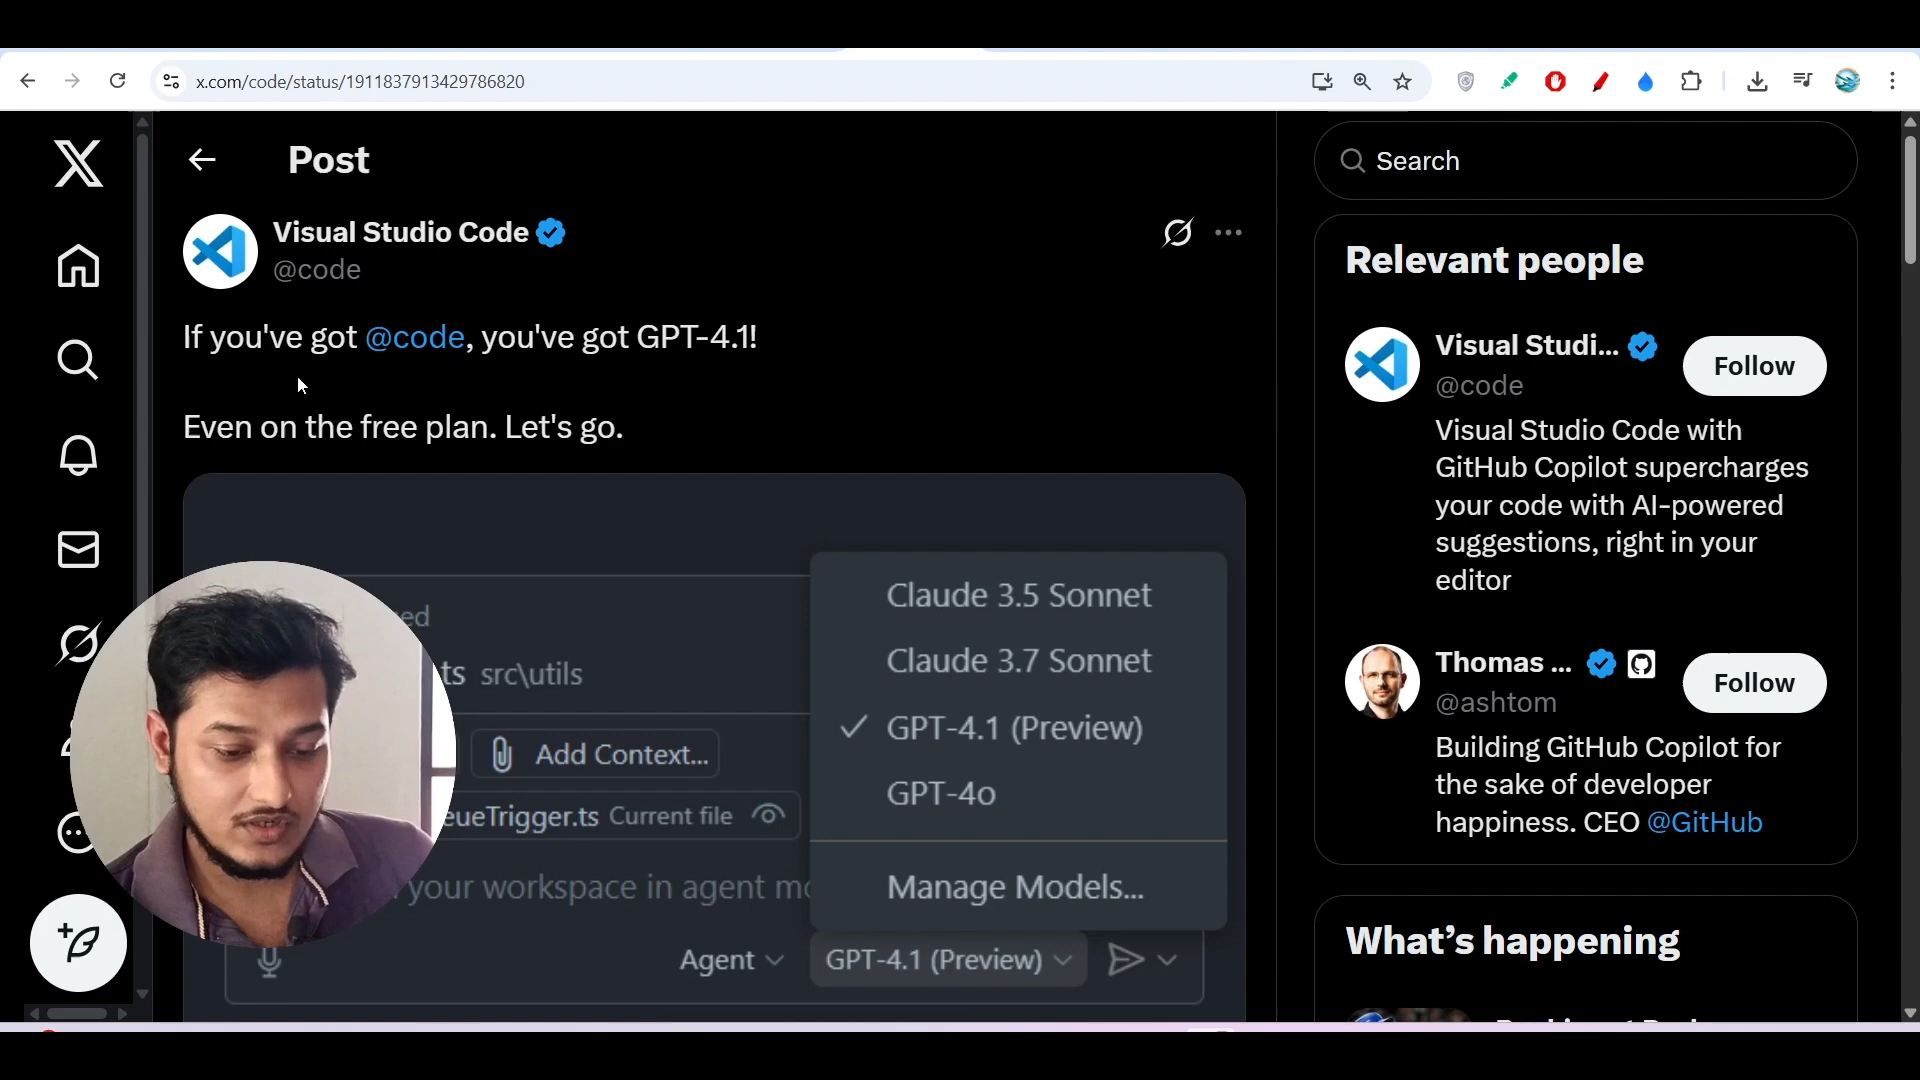 x.com/code/status/1911837913429786820
Post
Visual Studio Code
@code
If you've got @code, you've got GPT-4.1!
Even on the free plan. Let's go.
ed
ts src\utils
Add Context...
eueTrigger.ts Current file
your workspace in agent mo
Agent
GPT-4.1 (Preview)
Claude 3.5 Sonnet
Claude 3.7 Sonnet
GPT-4.1 (Preview)
GPT-4o
Manage Models...
Search
Relevant people
Visual Studi...
@code
Follow
Visual Studio Code with
GitHub Copilot supercharges
your code with AI-powered
suggestions, right in your
editor
Thomas ...
@ashtom
Follow
Building GitHub Copilot for
the sake of developer
happiness. CEO @GitHub
What's happening